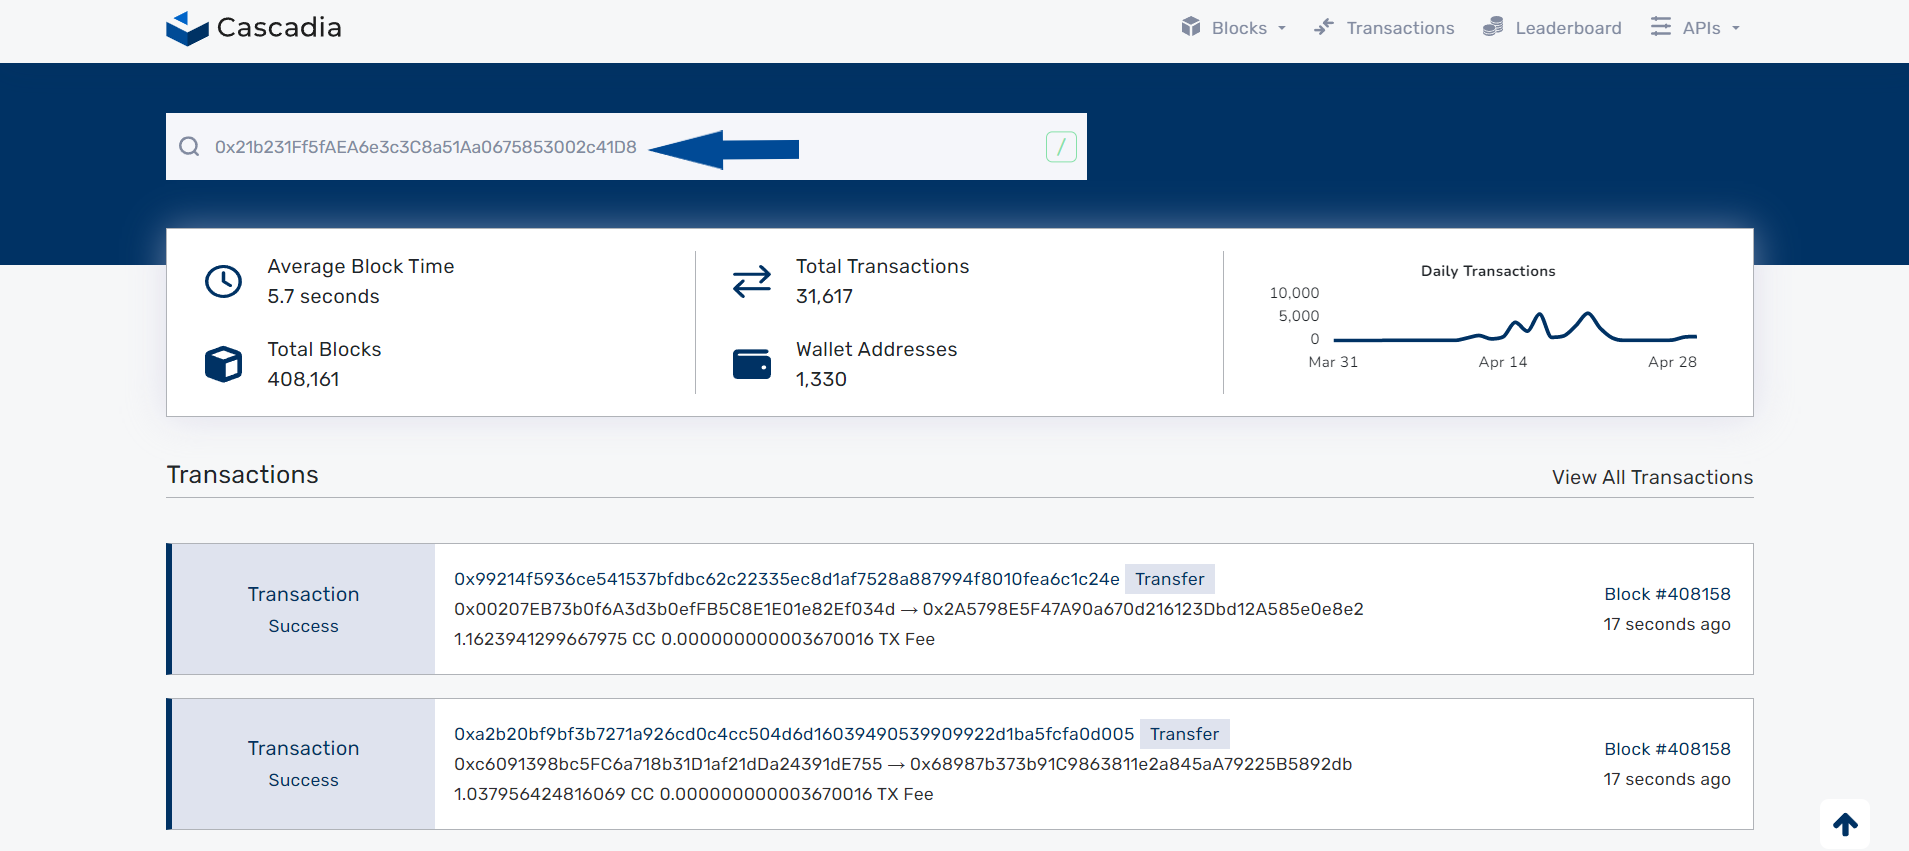 Cascadia
Blocks
Transactions
Leaderboard
APIs
0x21b231Ff5fAEA6e3c3C8a51Aa0675853002c41D8
/
Average Block Time
5.7 seconds
Total Blocks
408,161
Total Transactions
31,617
Wallet Addresses
1,330
Daily Transactions
10,000
5,000
0
Mar 31 Apr 14 Apr 28
Transactions
View All Transactions
Transaction
Success
0x99214f5936ce541537bfdbc62c22335ec8d1af7528a887994f8010fea6c1c24e Transfer
0x00207EB73b0f6A3d3b0efFB5C8E1E01e82Ef034d → 0x2A5798E5F47A90a670d216123Dbd12A585e0e8e2
1.1623941299667975 CC 0.000000000003670016 TX Fee
Block #408158
17 seconds ago
Transaction
Success
0xa2b20bf9bf3b7271a926cd0c4cc504d6d16039490539909922d1ba5fcfa0d005 Transfer
0xc6091398bc5FC6a718b31D1af21dDa24391dE755 → 0x68987b373b91C9863811e2a845aA79225B5892db
1.037956424816069 CC 0.000000000003670016 TX Fee
Block #408158
17 seconds ago